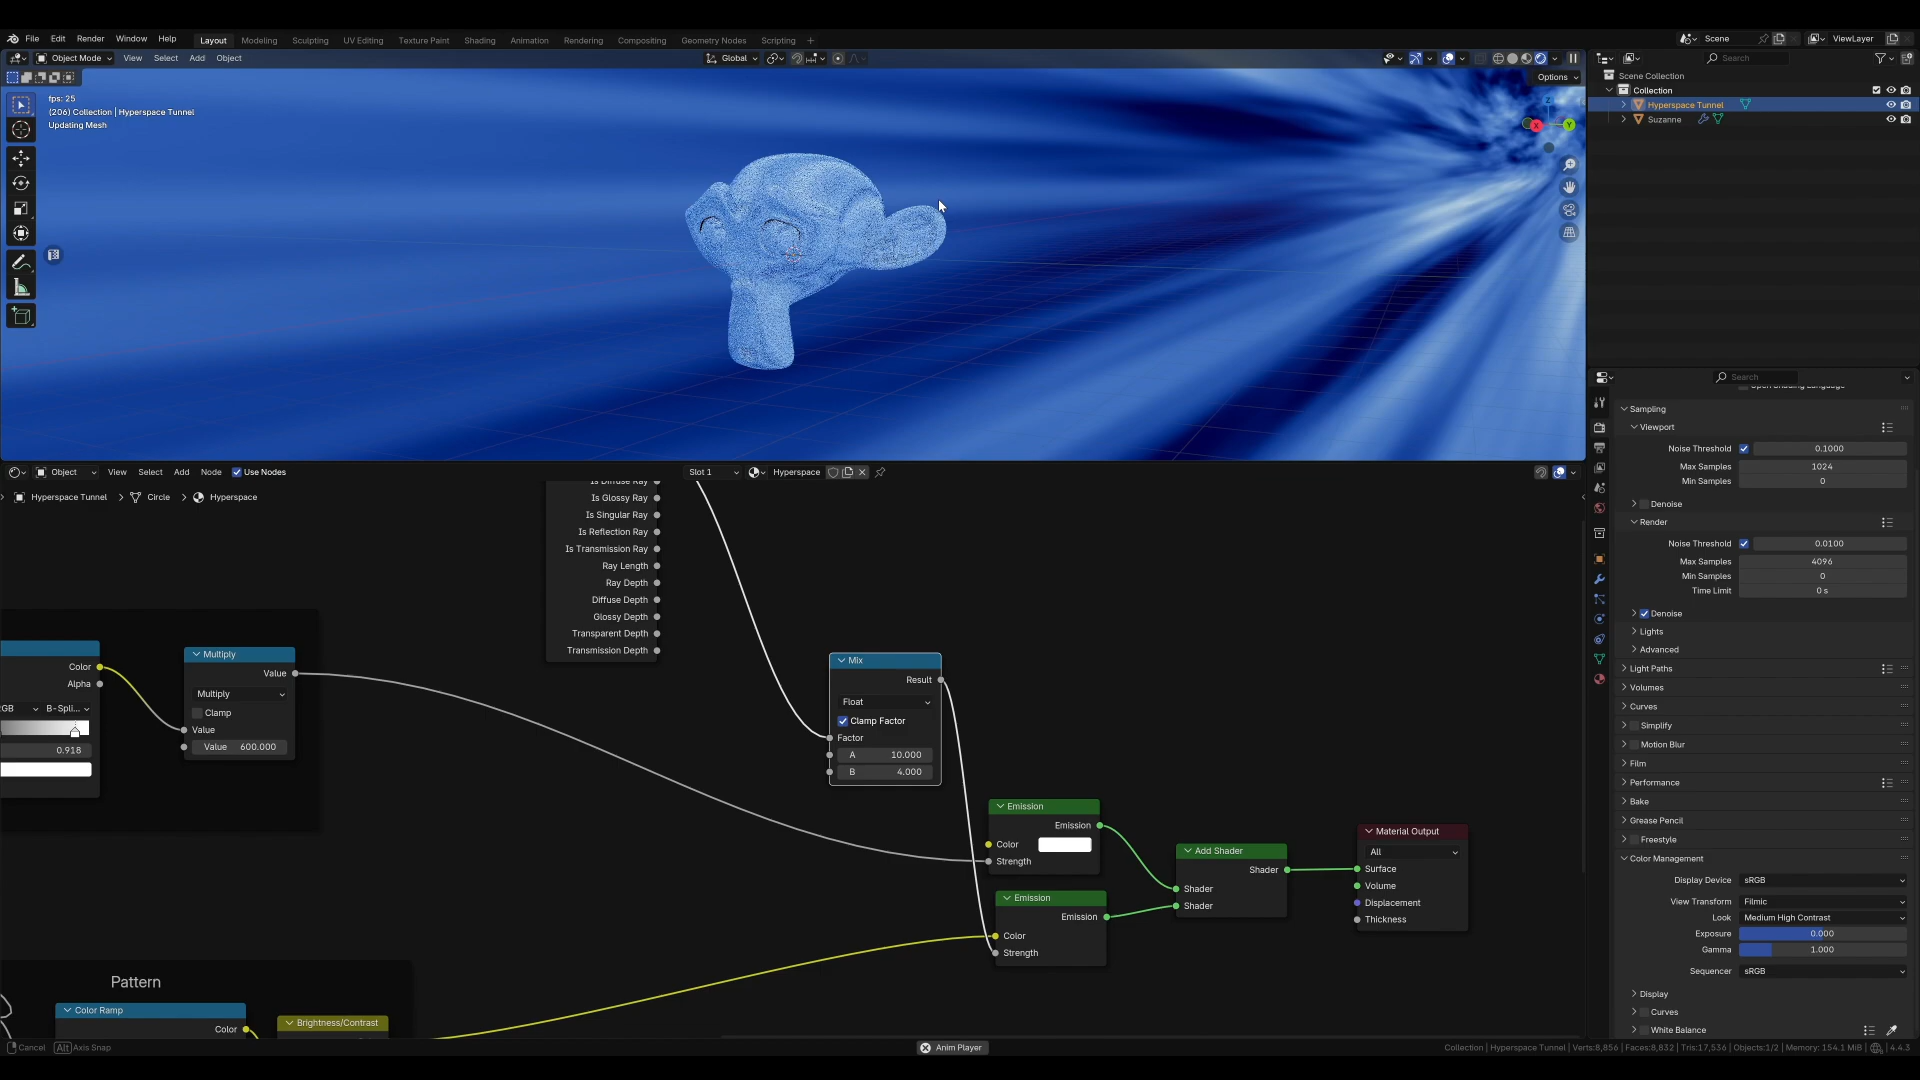 File Edit Render Window Help Layout Modeling Sculpting UV Editing Texture Paint Shading Animation Rendering Compositing Geometry Nodes Scripting + Scene ViewLayer
Object Mode View Select Add Object Global
Options
fps: 25
(206) Collection | Hyperspace Tunnel
Updating Mesh
Z
X
Y
Search
Scene Collection
Collection
Hyperspace Tunnel
Suzanne
Object View Select Add Node Use Nodes Slot 1 Hyperspace
Hyperspace Tunnel > Circle > Hyperspace
Is Diffuse Ray
Is Glossy Ray
Is Singular Ray
Is Reflection Ray
Is Transmission Ray
Ray Length
Ray Depth
Diffuse Depth
Glossy Depth
Transparent Depth
Transmission Depth
Color
Alpha
GB B-Spli...
0.918
Multiply
Value
Multiply
Clamp
Value
Value 600.000
Mix
Result
Float
Clamp Factor
Factor
A 10.000
B 4.000
Emission
Emission
Color
Strength
Emission
Emission
Color
Strength
Add Shader
Shader
Shader
Shader
Material Output
All
Surface
Volume
Displacement
Thickness
Pattern
Color Ramp
Color
Brightness/Contrast
Search
Open Shading Language
Sampling
Viewport
Noise Threshold 0.1000
Max Samples 1024
Min Samples 0
Denoise
Render
Noise Threshold 0.0100
Max Samples 4096
Min Samples 0
Time Limit 0 s
Denoise
Lights
Advanced
Light Paths
Volumes
Curves
Simplify
Motion Blur
Film
Performance
Bake
Grease Pencil
Freestyle
Color Management
Display Device sRGB
View Transform Filmic
Look Medium High Contrast
Exposure 0.000
Gamma 1.000
Sequencer sRGB
Display
Curves
White Balance
Cancel Alt Axis Snap Anim Player Collection | Hyperspace Tunnel | Verts:8,856 | Faces:8,832 | Tris:17,536 | Objects:1/2 | Memory: 154.1 MiB | 4.4.3